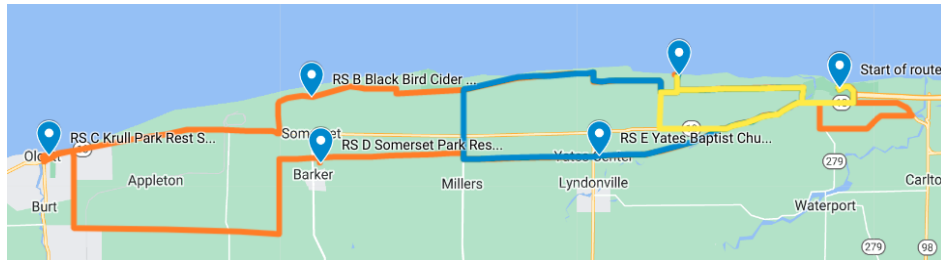 Start of route
RS B Black Bird Cider ...
RS C Krull Park Rest S...
Somerset
RS D Somerset Park Res...
RS E Yates Baptist Chu...
18
Olcott
Yates Center
Appleton
Barker
Millers
Lyndonville
279
Carlto
Burt
Waterport
279
98